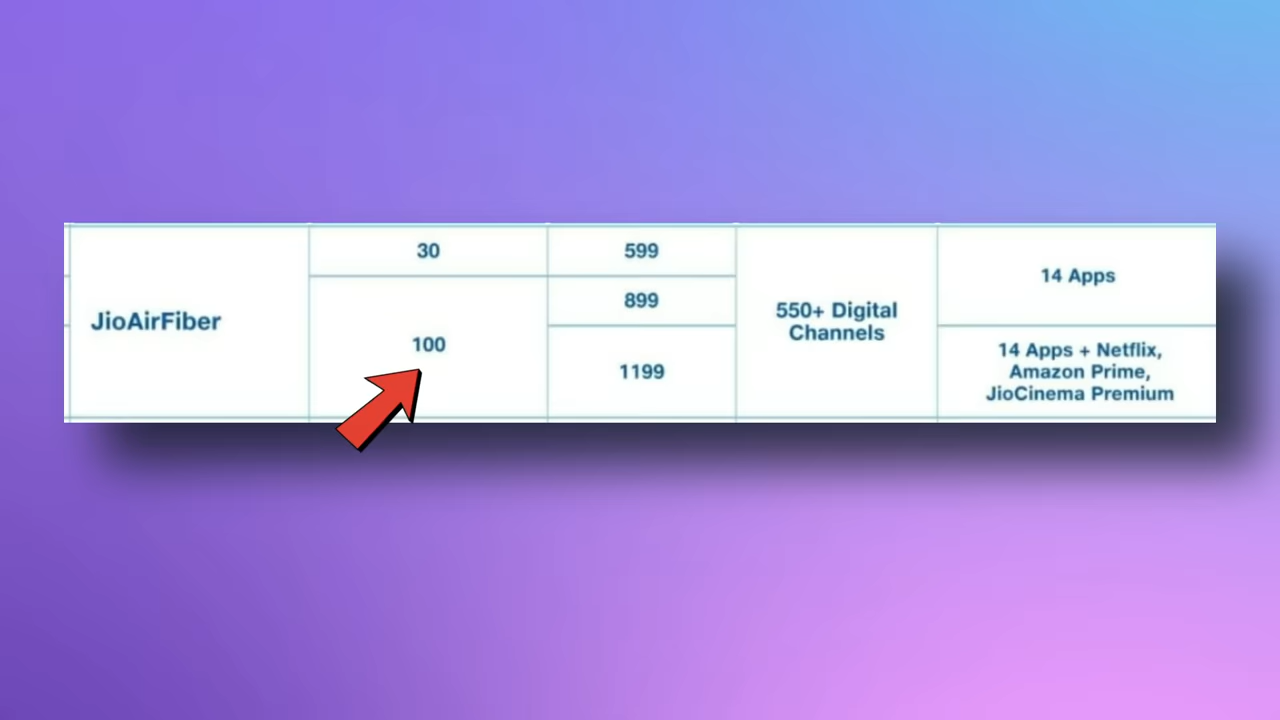 30
599
14 Apps
899
JioAirFiber
550+ Digital
Channels
100
1199
14 Apps + Netflix,
Amazon Prime,
JioCinema Premium